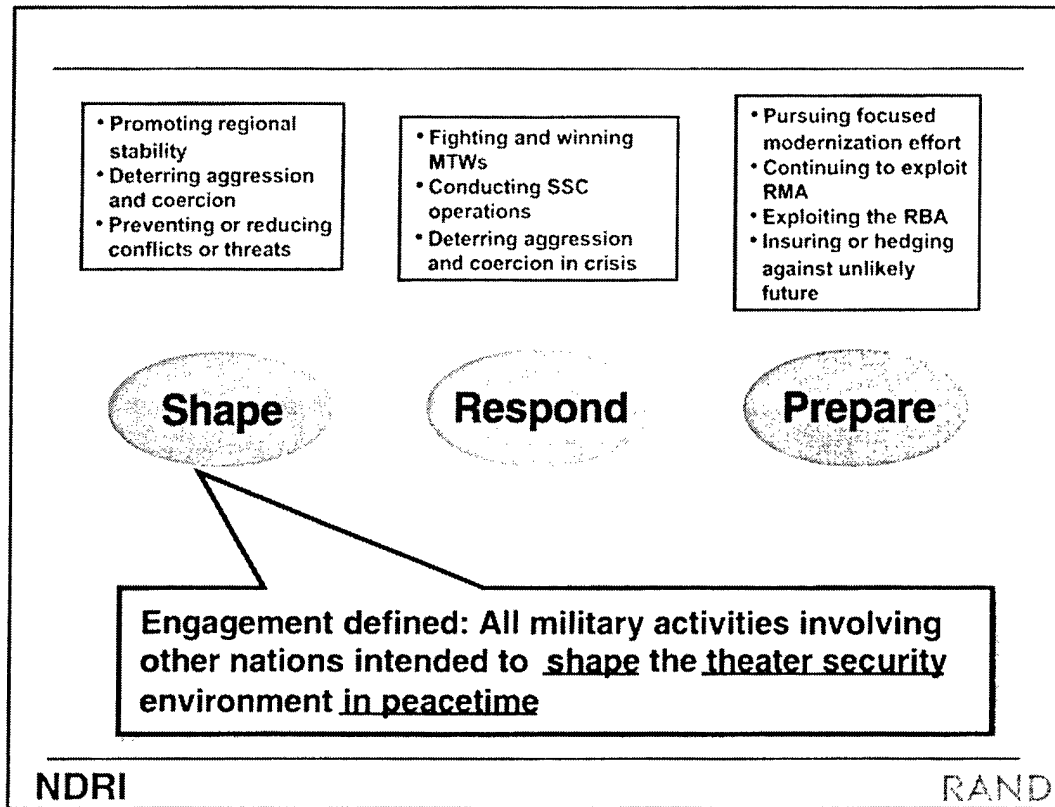 • Promoting regional
stability
• Deterring aggression
and coercion
• Preventing or reducing
conflicts or threats
• Fighting and winning
MTWs
• Conducting SSC
operations
• Deterring aggression
and coercion in crisis
• Pursuing focused
modernization effort
• Continuing to exploit
RMA
• Exploiting the RBA
• Insuring or hedging
against unlikely
future
Shape
Respond
Prepare
Engagement defined: All military activities involving
other nations intended to shape the theater security
environment in peacetime
NDRI
RAND